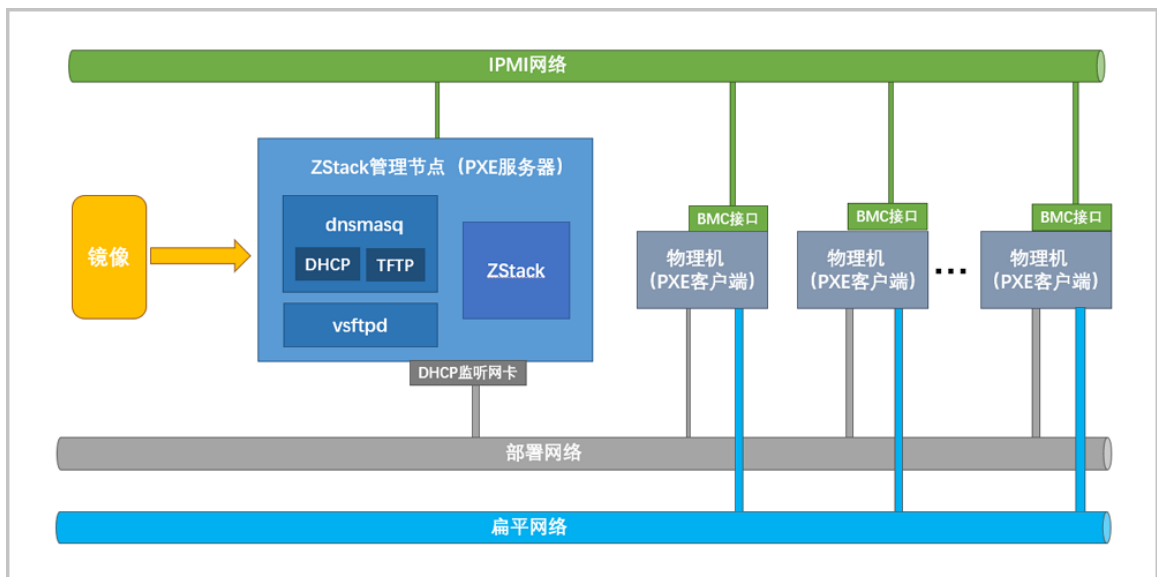 IPMI网络
ZStack管理节点（PXE服务器）
dnsmasq
DHCP
TFTP
vsftpd
ZStack
镜像
DHCP监听网卡
BMC接口
物理机
(PXE客户端)
BMC接口
物理机
(PXE客户端)
...
BMC接口
物理机
(PXE客户端)
部署网络
扁平网络